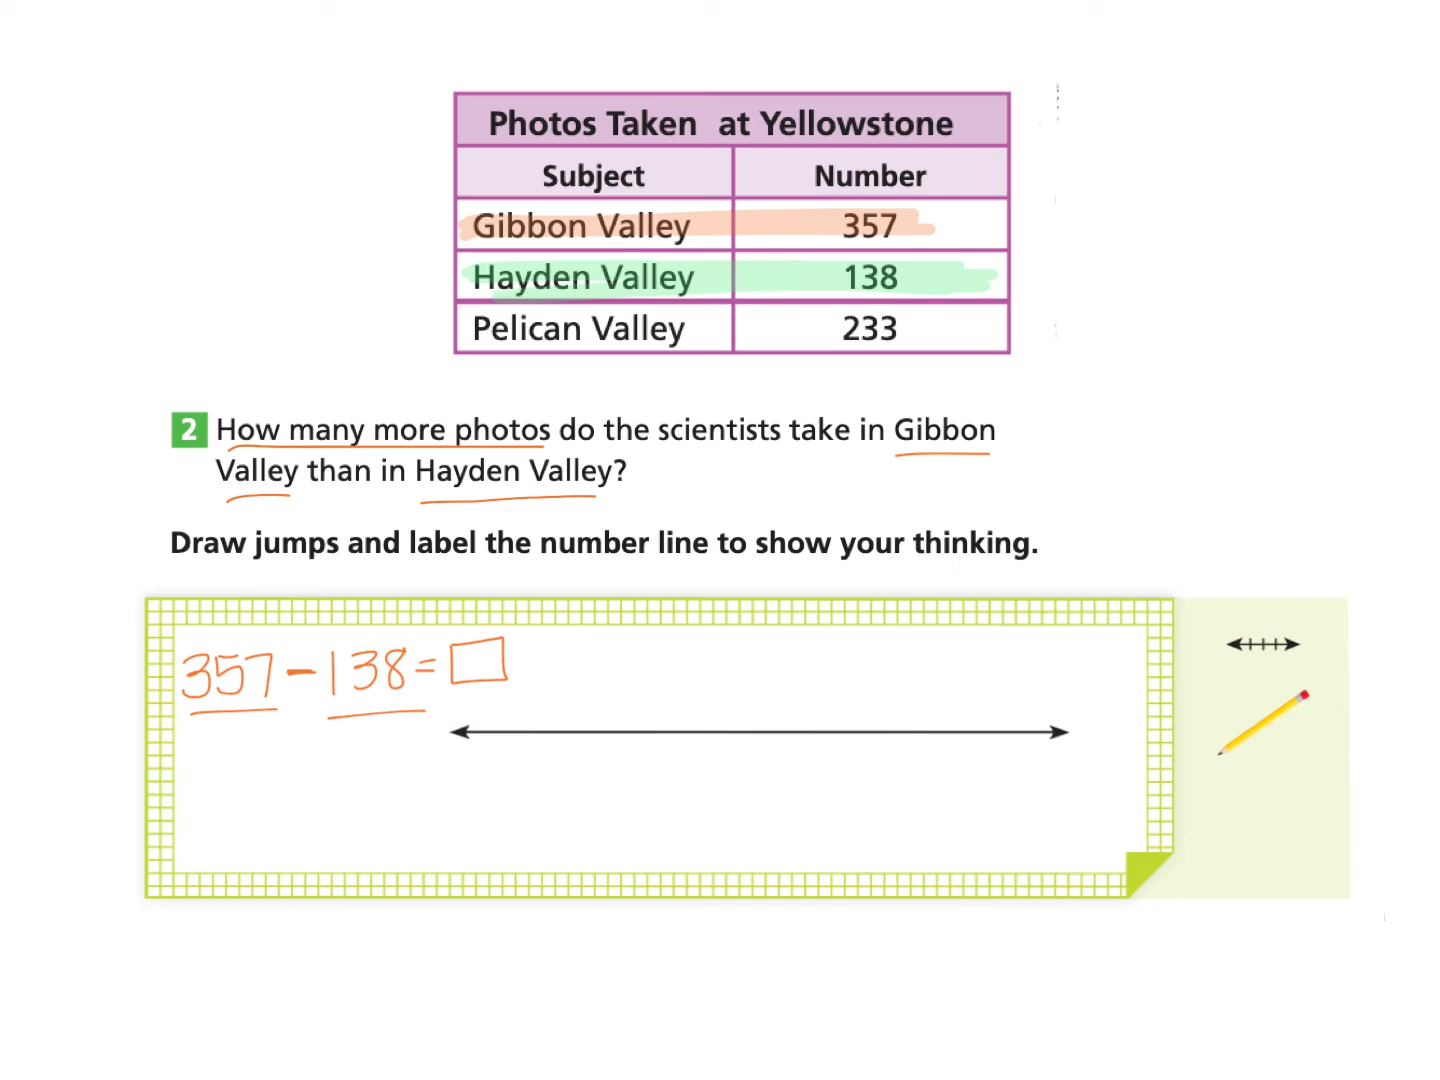 Photos Taken at Yellowstone
Subject Number
Gibbon Valley 357
Hayden Valley 138
Pelican Valley 233
2 How many more photos do the scientists take in Gibbon
Valley than in Hayden Valley?
Draw jumps and label the number line to show your thinking.
357 - 138 = □